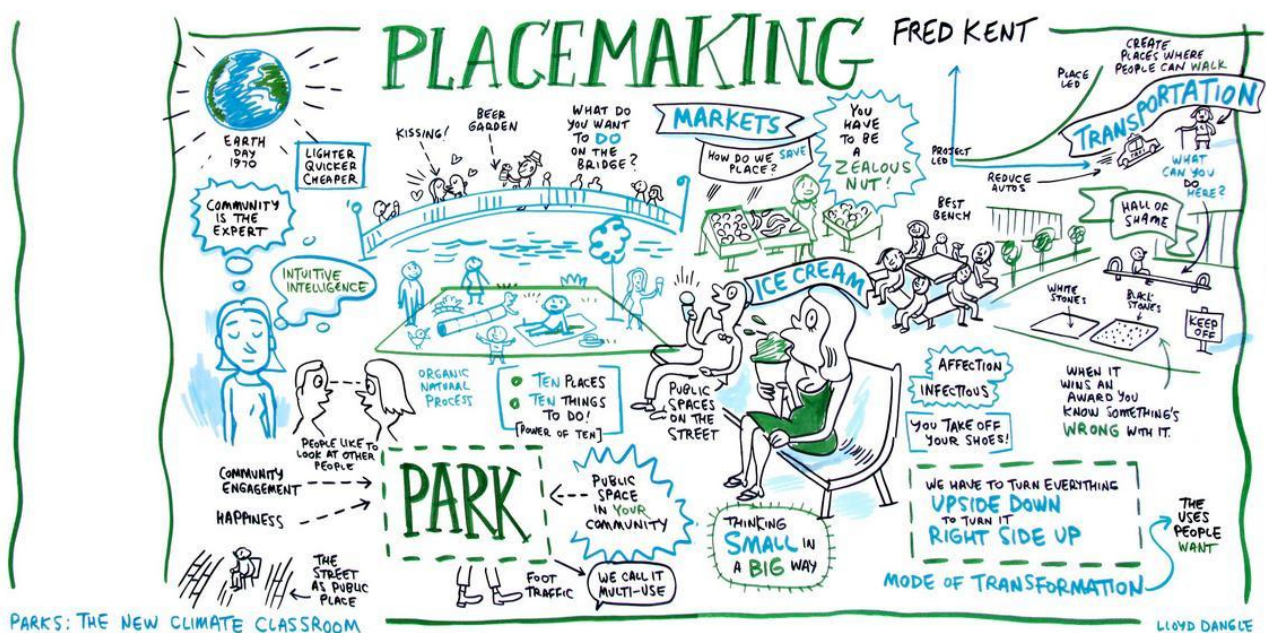 PLACEMAKING
FRED KENT
EARTH
DAY
1970
LIGHTER
QUICKER
CHEAPER
COMMUNITY
IS THE
EXPERT
INTUITIVE
INTELLIGENCE
KISSING!
BEER
GARDEN
WHAT DO
YOU WANT
TO DO
ON THE
BRIDGE?
MARKETS
HOW DO WE SAVE
PLACE?
YOU
HAVE
TO BE
A
ZEALOUS
NUT!
PROJECT
LED
PLACE
LED
CREATE
PLACES WHERE
PEOPLE CAN WALK
TRANSPORTATION
TAXI
REDUCE
AUTOS
WHAT
CAN YOU
DO
HERE?
HALL OF
SHAME
BEST
BENCH
WHITE
STONES
BLACK
STONES
KEEP
OFF
WHEN IT
WINS AN
AWARD YOU
KNOW SOMETHING'S
WRONG WITH IT.
ICE CREAM
PUBLIC
SPACES
ON THE
STREET
AFFECTION
INFECTIOUS
YOU TAKE OFF
YOUR SHOES!
ORGANIC
NATURAL
PROCESS
TEN PLACES
TEN THINGS
TO DO!
[POWER OF TEN]
PEOPLE LIKE TO
LOOK AT OTHER
PEOPLE
COMMUNITY
ENGAGEMENT
HAPPINESS
PARK
PUBLIC
SPACE
IN YOUR
COMMUNITY
THE
STREET
AS PUBLIC
PLACE
FOOT
TRAFFIC
WE CALL IT
MULTI-USE
THINKING
SMALL IN
A BIG WAY
WE HAVE TO TURN EVERYTHING
UPSIDE DOWN
TO TURN IT
RIGHT SIDE UP
MODE OF TRANSFORMATION
THE
USES
PEOPLE
WANT
PARKS: THE NEW CLIMATE CLASSROOM
LLOYD DANGLE